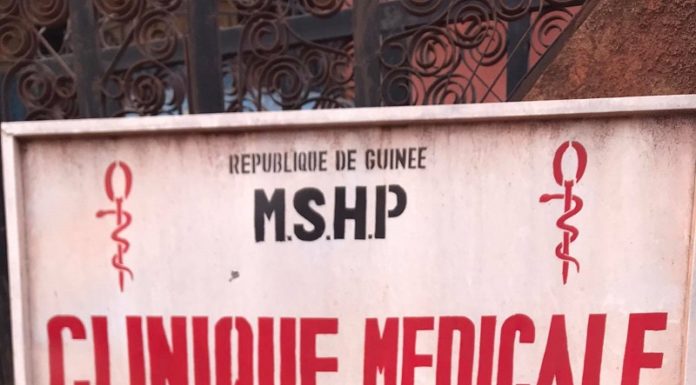 REPUBLIQUE DE GUINEE
M.S.H.P
CLINIQUE MEDICALE